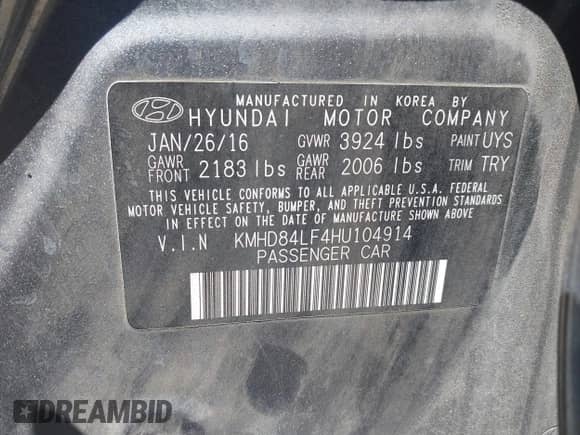 MANUFACTURED IN KOREA BY
HYUNDAI MOTOR COMPANY
JAN/26/16 GVWR 3924 lbs PAINT UYS
GAWR FRONT 2183 lbs GAWR REAR 2006 lbs TRIM TRY
THIS VEHICLE CONFORMS TO ALL APPLICABLE U.S.A. FEDERAL
MOTOR VEHICLE SAFETY, BUMPER, AND THEFT PREVENTION STANDARDS
IN EFFECT ON THE DATE OF MANUFACTURE SHOWN ABOVE
V.I.N KMHD84LF4HU104914
PASSENGER CAR
DREAMBID